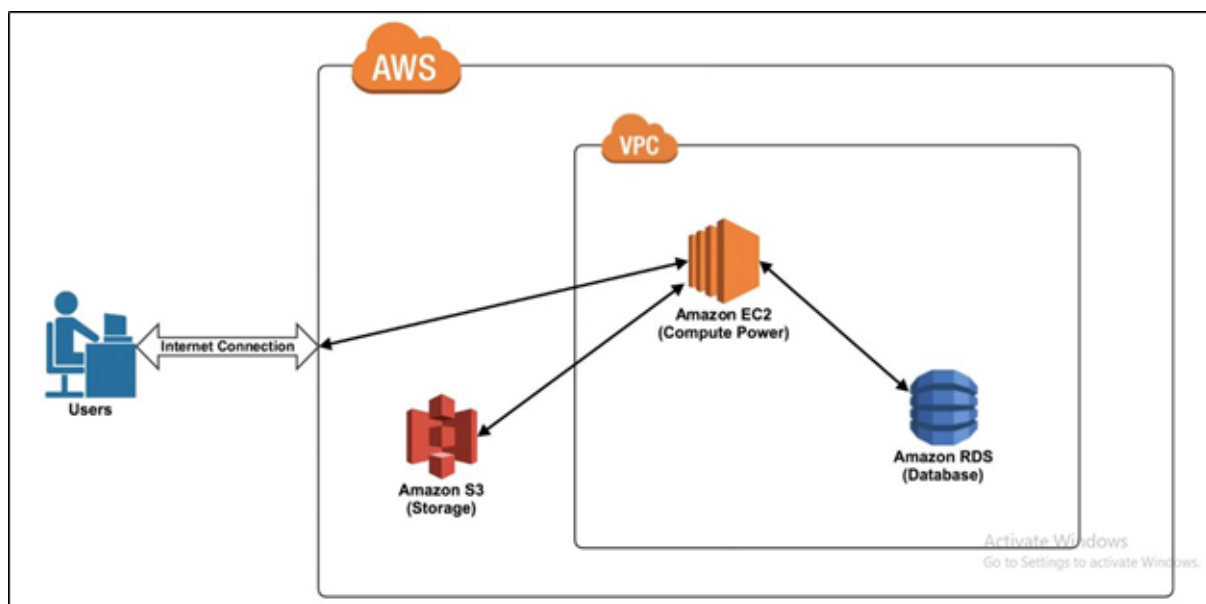 AWS
VPC
Amazon EC2
(Compute Power)
Internet Connection
Users
Amazon S3
(Storage)
Amazon RDS
(Database)
Activate Windows
Go to Settings to activate Windows.